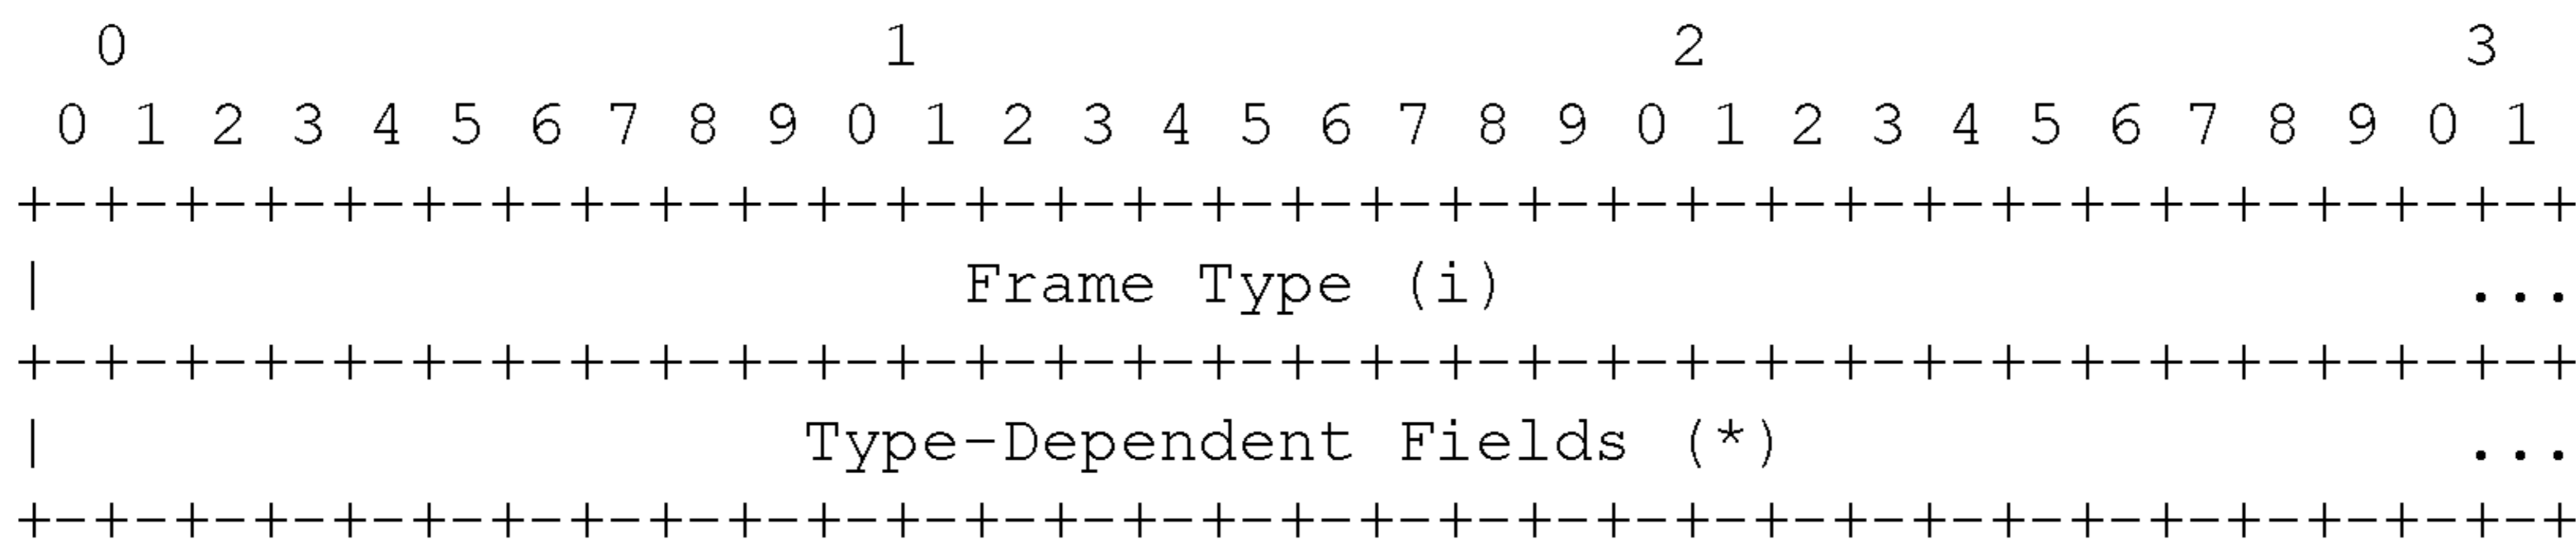 0                   1                   2                   3
 0 1 2 3 4 5 6 7 8 9 0 1 2 3 4 5 6 7 8 9 0 1 2 3 4 5 6 7 8 9 0 1
+-+-+-+-+-+-+-+-+-+-+-+-+-+-+-+-+-+-+-+-+-+-+-+-+-+-+-+-+-+-+-+-+
|                       Frame Type (i)                        ...
+-+-+-+-+-+-+-+-+-+-+-+-+-+-+-+-+-+-+-+-+-+-+-+-+-+-+-+-+-+-+-+-+
|                   Type-Dependent Fields (*)                 ...
+-+-+-+-+-+-+-+-+-+-+-+-+-+-+-+-+-+-+-+-+-+-+-+-+-+-+-+-+-+-+-+-+